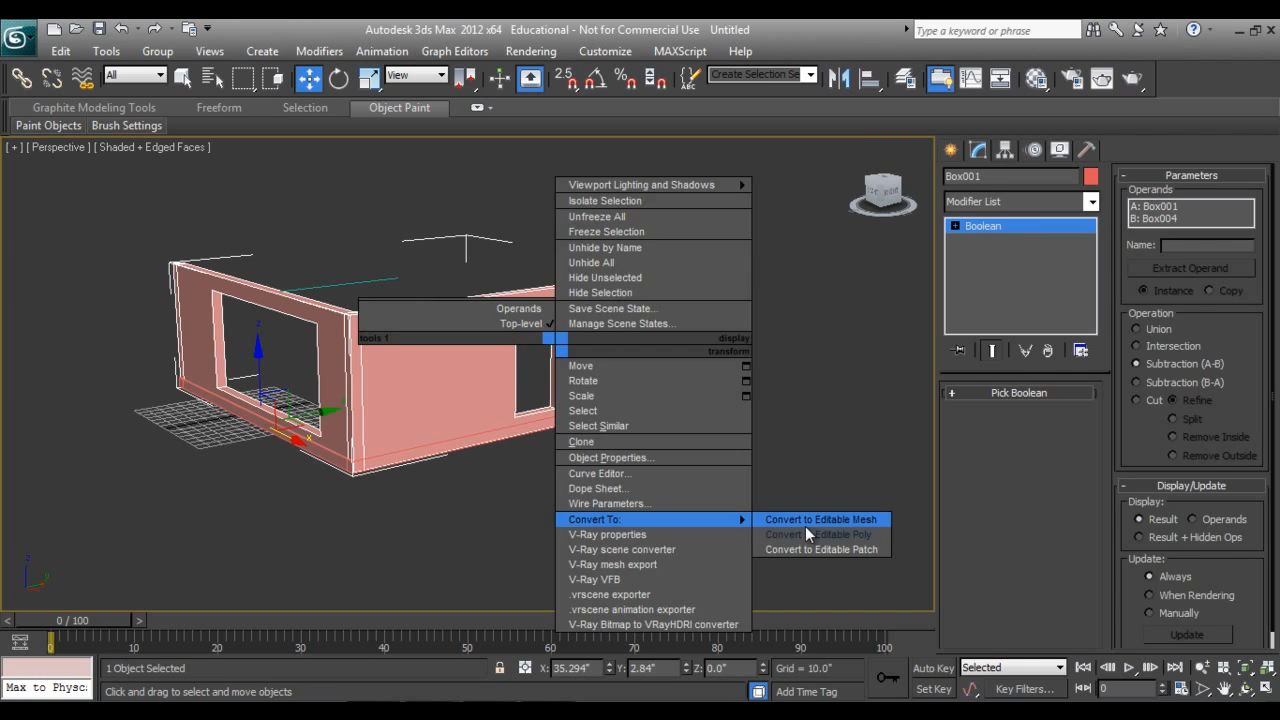 Autodesk 3ds Max 2012 x64 Educational - Not for Commercial Use Untitled
Type a keyword or phrase
Edit Tools Group Views Create Modifiers Animation Graph Editors Rendering Customize MAXScript Help
All View 2.5 Create Selection Se
Graphite Modeling Tools Freeform Selection Object Paint
Paint Objects Brush Settings
[ + ] [ Perspective ] [ Shaded + Edged Faces ]
Viewport Lighting and Shadows
Isolate Selection
Unfreeze All
Freeze Selection
Unhide by Name
Unhide All
Hide Unselected
Hide Selection
Save Scene State...
Manage Scene States...
Operands
Top-level
tools 1
display
transform
Move
Rotate
Scale
Select
Select Similar
Clone
Object Properties...
Curve Editor...
Dope Sheet...
Wire Parameters...
Convert To:
V-Ray properties
V-Ray scene converter
V-Ray mesh export
V-Ray VFB
.vrscene exporter
.vrscene animation exporter
V-Ray Bitmap to VRayHDRI converter
Convert to Editable Mesh
Convert to Editable Poly
Convert to Editable Patch
z
x
Box001
Modifier List
Boolean
Pick Boolean
Parameters
Operands
A: Box001
B: Box004
Name:
Extract Operand
Instance Copy
Operation
Union
Intersection
Subtraction (A-B)
Subtraction (B-A)
Cut Refine
Split
Remove Inside
Remove Outside
Display/Update
Display:
Result Operands
Result + Hidden Ops
Update:
Always
When Rendering
Manually
Update
0 / 100
10 20 30 40 50 60 70 80 90 100
1 Object Selected X: 35.294" Y: 2.84" Z: 0.0" Grid = 10.0" Auto Key Selected
Max to Physc Click and drag to select and move objects Add Time Tag Set Key Key Filters... 0